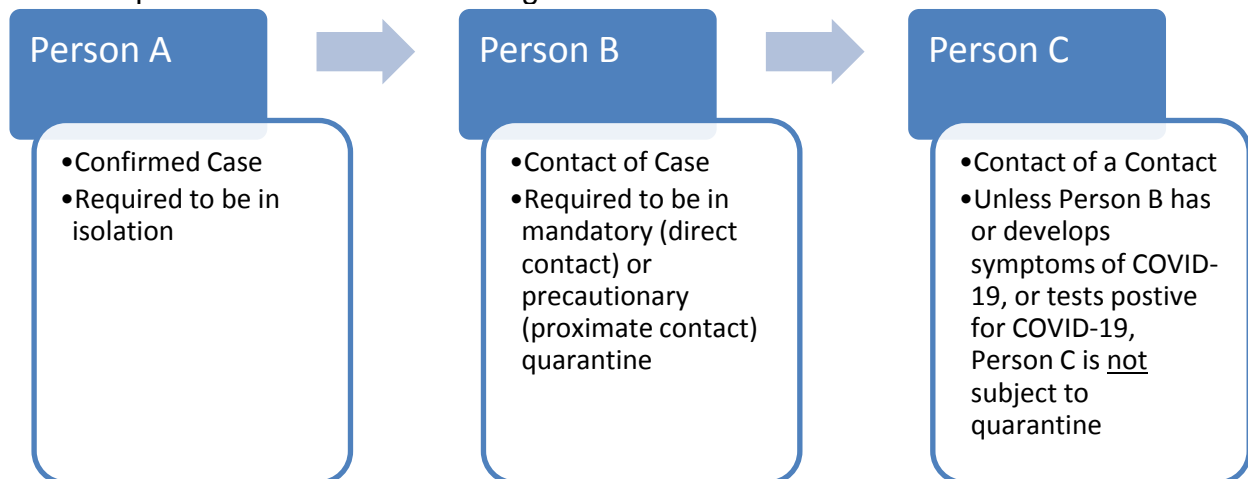 Person A
•Confirmed Case
•Required to be in
isolation
Person B
•Contact of Case
•Required to be in
mandatory (direct
contact) or
precautionary
(proximate contact)
quarantine
Person C
•Contact of a Contact
•Unless Person B has
or develops
symptoms of COVID-
19, or tests postive
for COVID-19,
Person C is not
subject to
quarantine